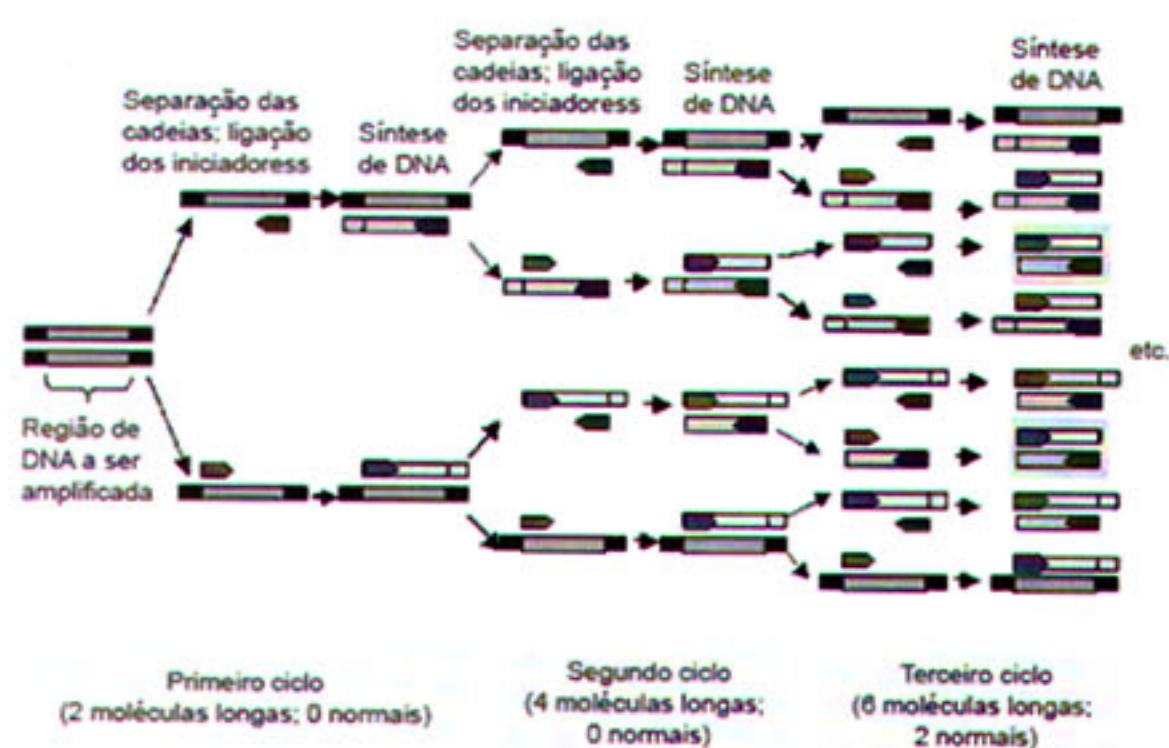 Separação das
cadeias; ligação
dos iniciadoress
Síntese
de DNA
Separação das
cadeias; ligação
dos iniciadoress
Síntese
de DNA
Síntese
de DNA
Região de
DNA a ser
amplificada
etc.
Primeiro ciclo
(2 moléculas longas; 0 normais)
Segundo ciclo
(4 moléculas longas;
0 normais)
Terceiro ciclo
(6 moléculas longas;
2 normais)